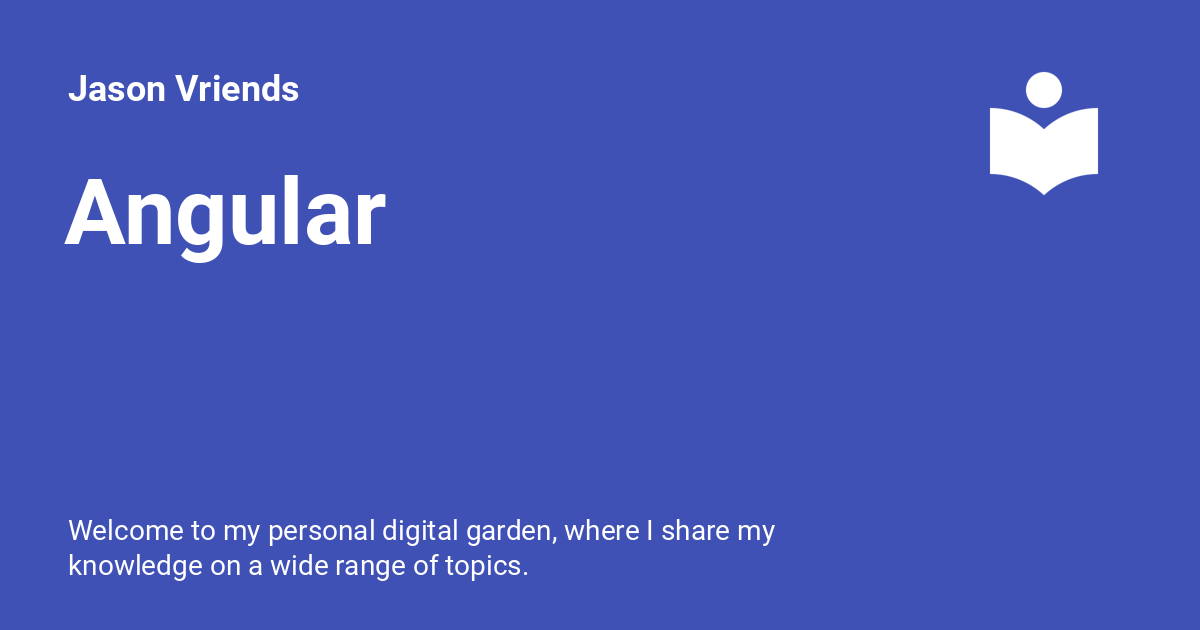 Jason Vriends
Angular
Welcome to my personal digital garden, where I share my
knowledge on a wide range of topics.